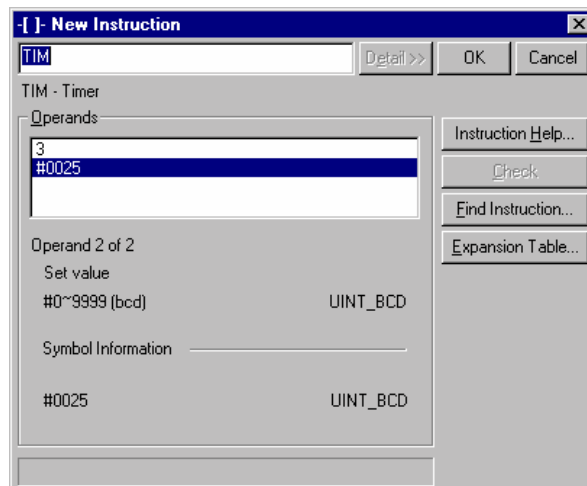 -[ ]- New Instruction
TIM
Detail >>
OK
Cancel
TIM - Timer
Operands
3
#0025
Instruction Help...
Check
Find Instruction...
Expansion Table...
Operand 2 of 2
Set value
#0~9999 (bcd) UINT_BCD
Symbol Information
#0025 UINT_BCD